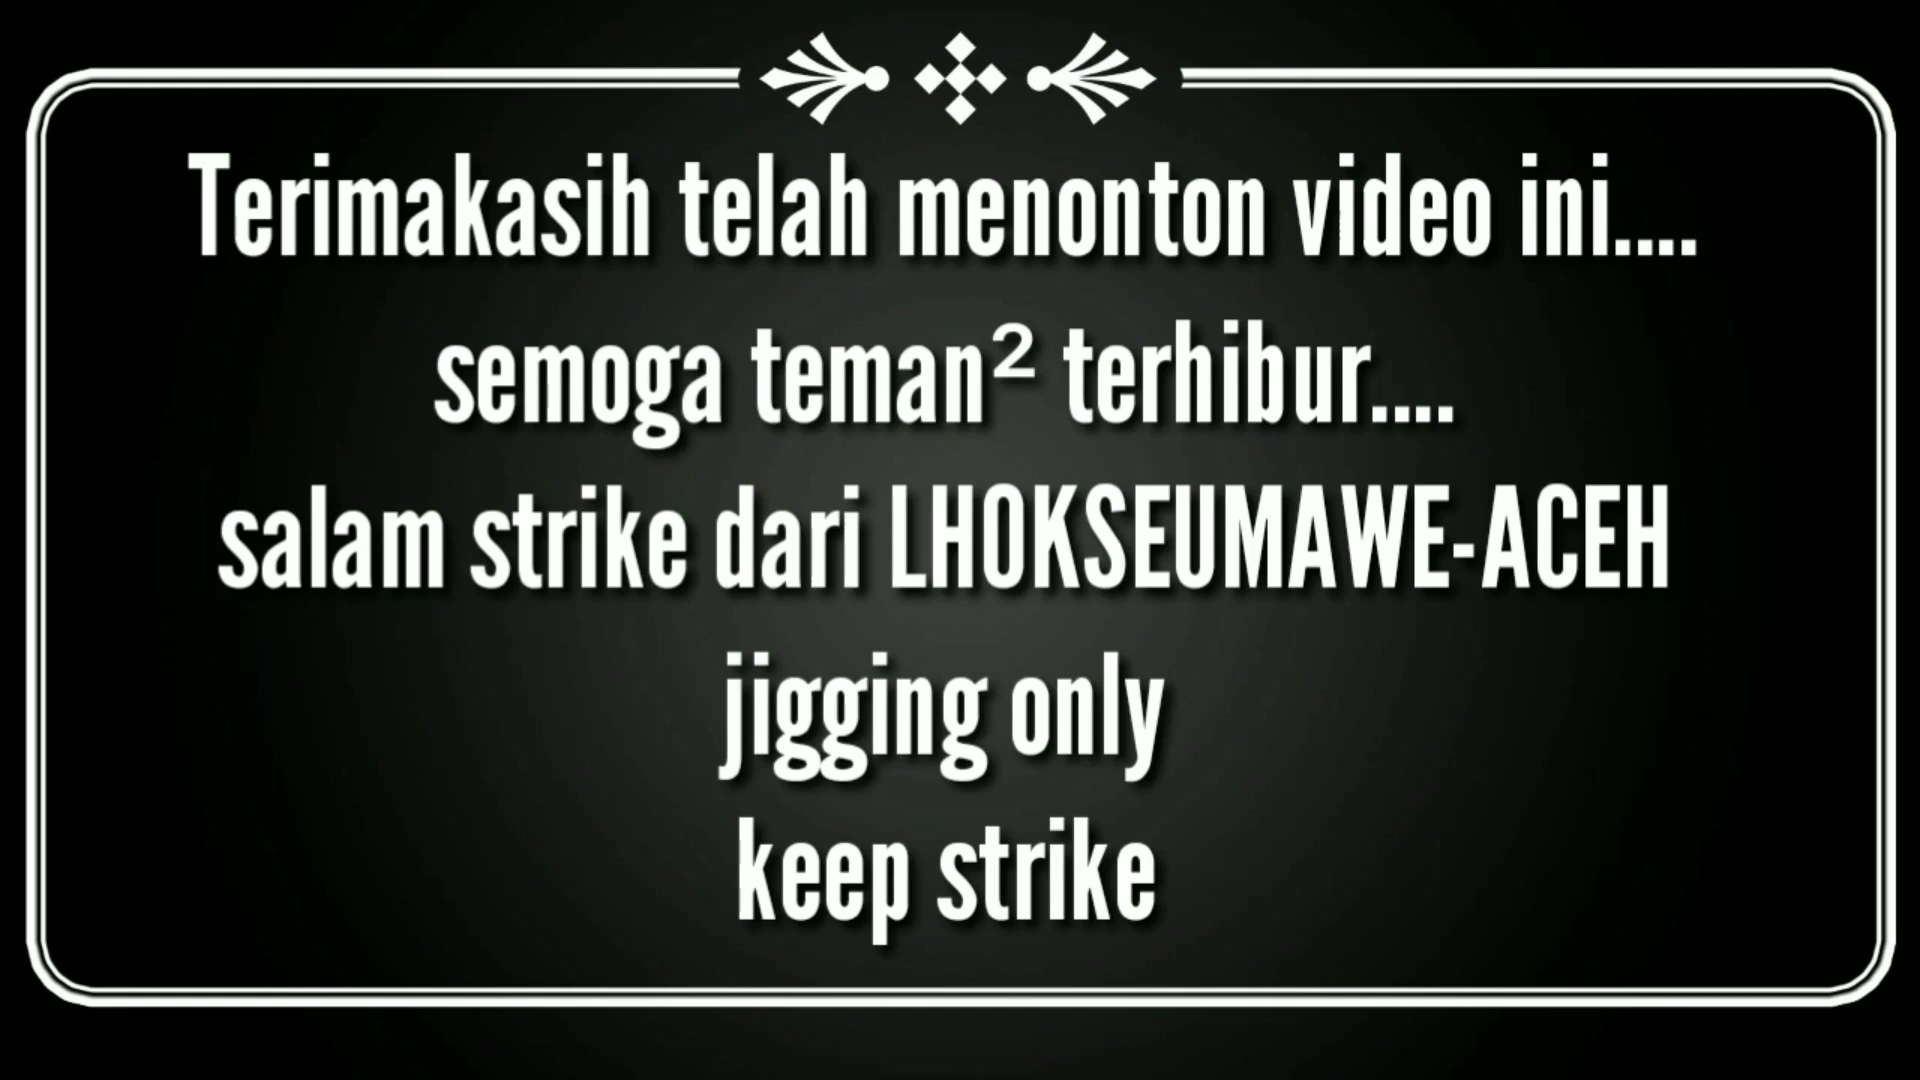 Terimakasih telah menonton video ini....
semoga teman² terhibur....
salam strike dari LHOKSEUMAWE-ACEH
jigging only
keep strike